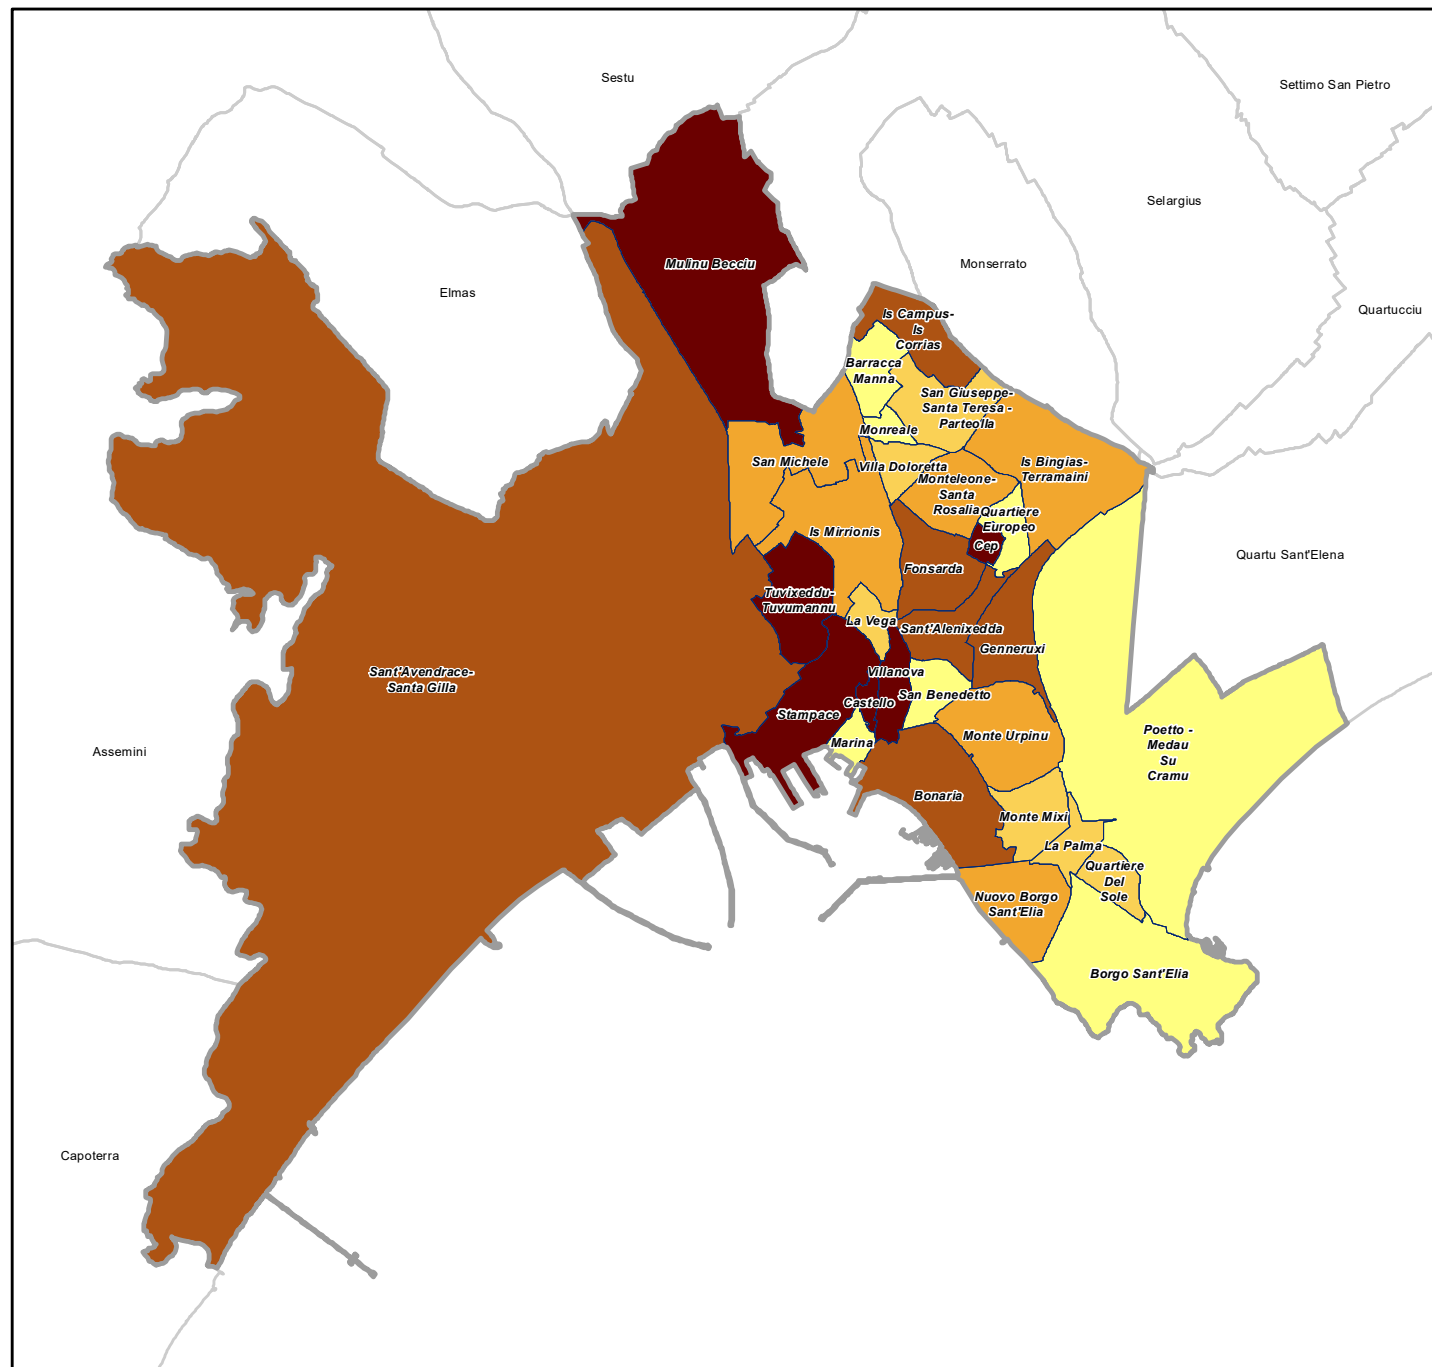 Sestu
Settimo San Pietro
Selargius
Mulinu Becciu
Monserrato
Elmas
Quartucciu
Is Campus-
Is
Corrias
Barracca
Manna
San Giuseppe-
Santa Teresa -
Parteolla
Monreale
San Michele
Villa Doloretta
Is Bingias-
Terramaini
Monteleone-
Santa
Rosalia
Quartiere
Europeo
Is Mirrionis
Cep
Quartu Sant'Elena
Fonsarda
Tuvixeddu-
Tuvumannu
La Vega
Sant'Alenixedda
Genneruxi
Sant'Avendrace-
Santa Gilla
Villanova
San Benedetto
Castello
Stampace
Marina
Monte Urpinu
Poetto -
Medau
Su
Cramu
Assemini
Bonaria
Monte Mixi
La Palma
Quartiere
Del
Sole
Nuovo Borgo
Sant'Elia
Borgo Sant'Elia
Capoterra